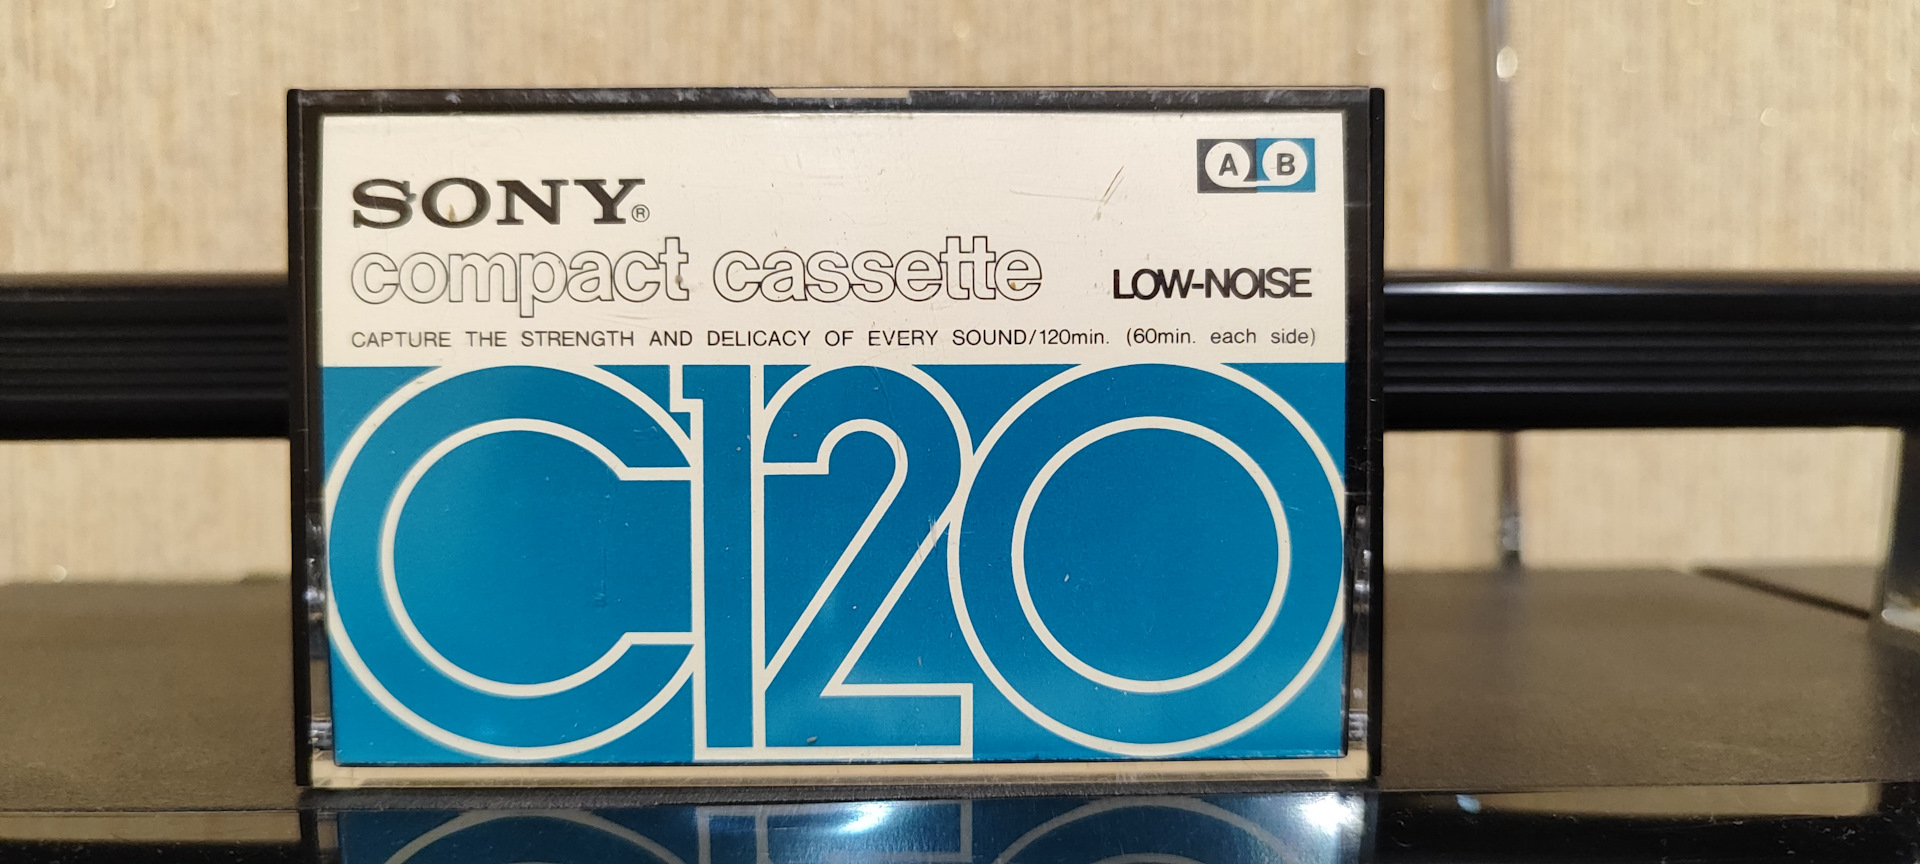 A B
SONY®
compact cassette
LOW-NOISE
CAPTURE THE STRENGTH AND DELICACY OF EVERY SOUND/120min. (60min. each side)
C120